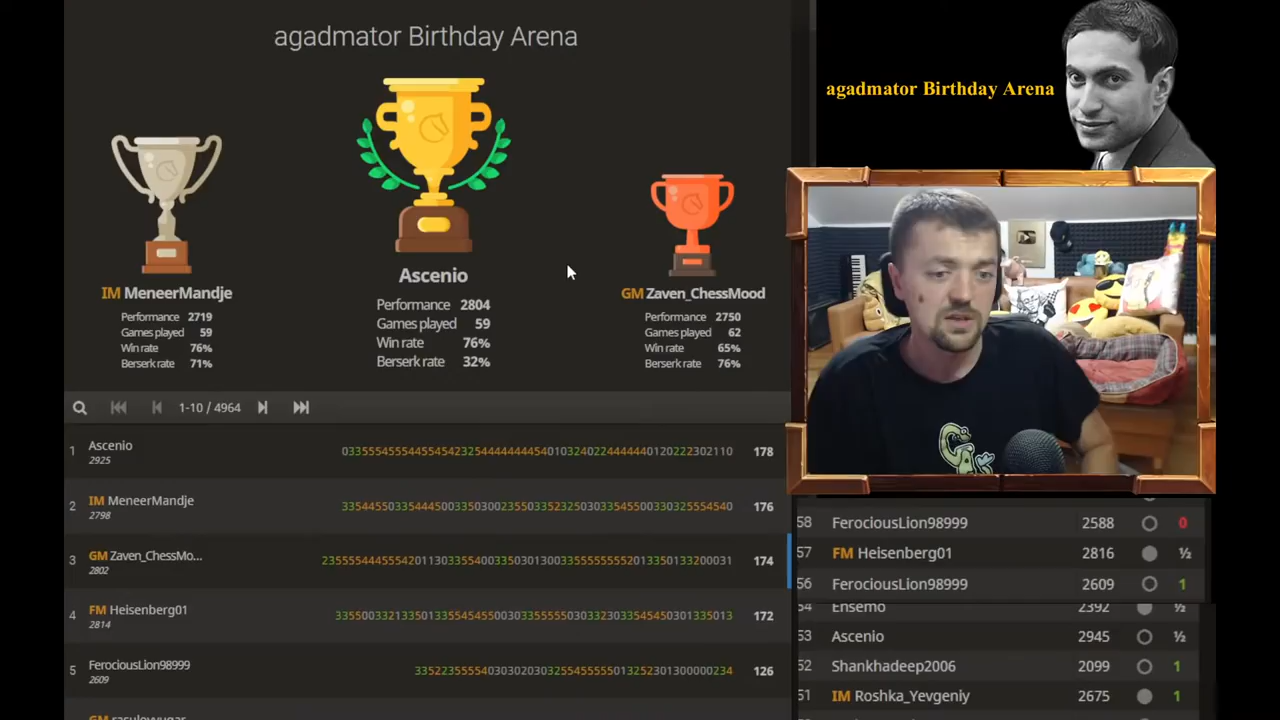 agadmator Birthday Arena
agadmator Birthday Arena
IM MeneerMandje
Performance 2719
Games played 59
Win rate 76%
Berserk rate 71%
Ascenio
Performance 2804
Games played 59
Win rate 76%
Berserk rate 32%
GM Zaven_ChessMood
Performance 2750
Games played 62
Win rate 65%
Berserk rate 76%
1-10 / 4964
1 Ascenio 178
2925
2 IM MeneerMandje 176
2798
3 GM Zaven_ChessMo... 174
2802
4 FM Heisenberg01 172
2814
5 FerociousLion98999 126
2609
58 FerociousLion98999 2588 0
57 FM Heisenberg01 2816 ½
56 FerociousLion98999 2609 1
54 Ensemo 2392 ½
53 Ascenio 2945 ½
52 Shankhadeep2006 2099 1
51 IM Roshka_Yevgeniy 2675 1